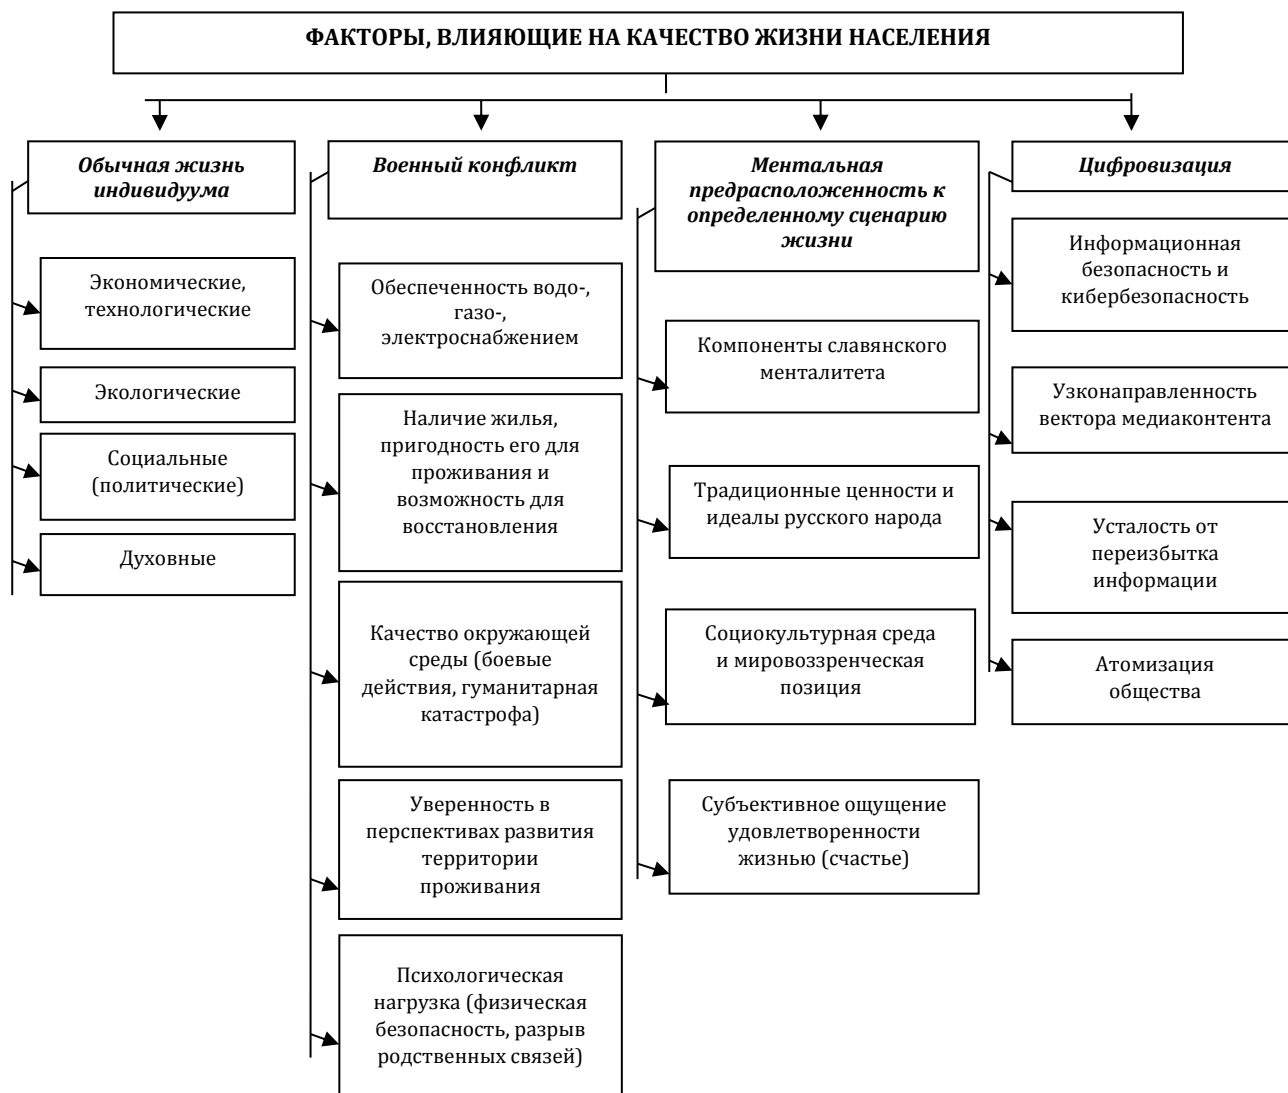 ФАКТОРЫ, ВЛИЯЮЩИЕ НА КАЧЕСТВО ЖИЗНИ НАСЕЛЕНИЯ
Обычная жизнь
индивидуума
Экономические,
технологические
Экологические
Социальные
(политические)
Духовные
Военный конфликт
Обеспеченность водо-,
газо-,
электроснабжением
Наличие жилья,
пригодность его для
проживания и
возможность для
восстановления
Качество окружающей
среды (боевые
действия, гуманитарная
катастрофа)
Уверенность в
перспективах развития
территории
проживания
Психологическая
нагрузка (физическая
безопасность, разрыв
родственных связей)
Ментальная
предрасположенность к
определенному сценарию
жизни
Компоненты славянского
менталитета
Традиционные ценности и
идеалы русского народа
Социокультурная среда
и мировоззренческая
позиция
Субъективное ощущение
удовлетворенности
жизнью (счастье)
Цифровизация
Информационная
безопасность и
кибербезопасность
Узконаправленность
вектора медиаконтента
Усталость от
переизбытка
информации
Атомизация
общества